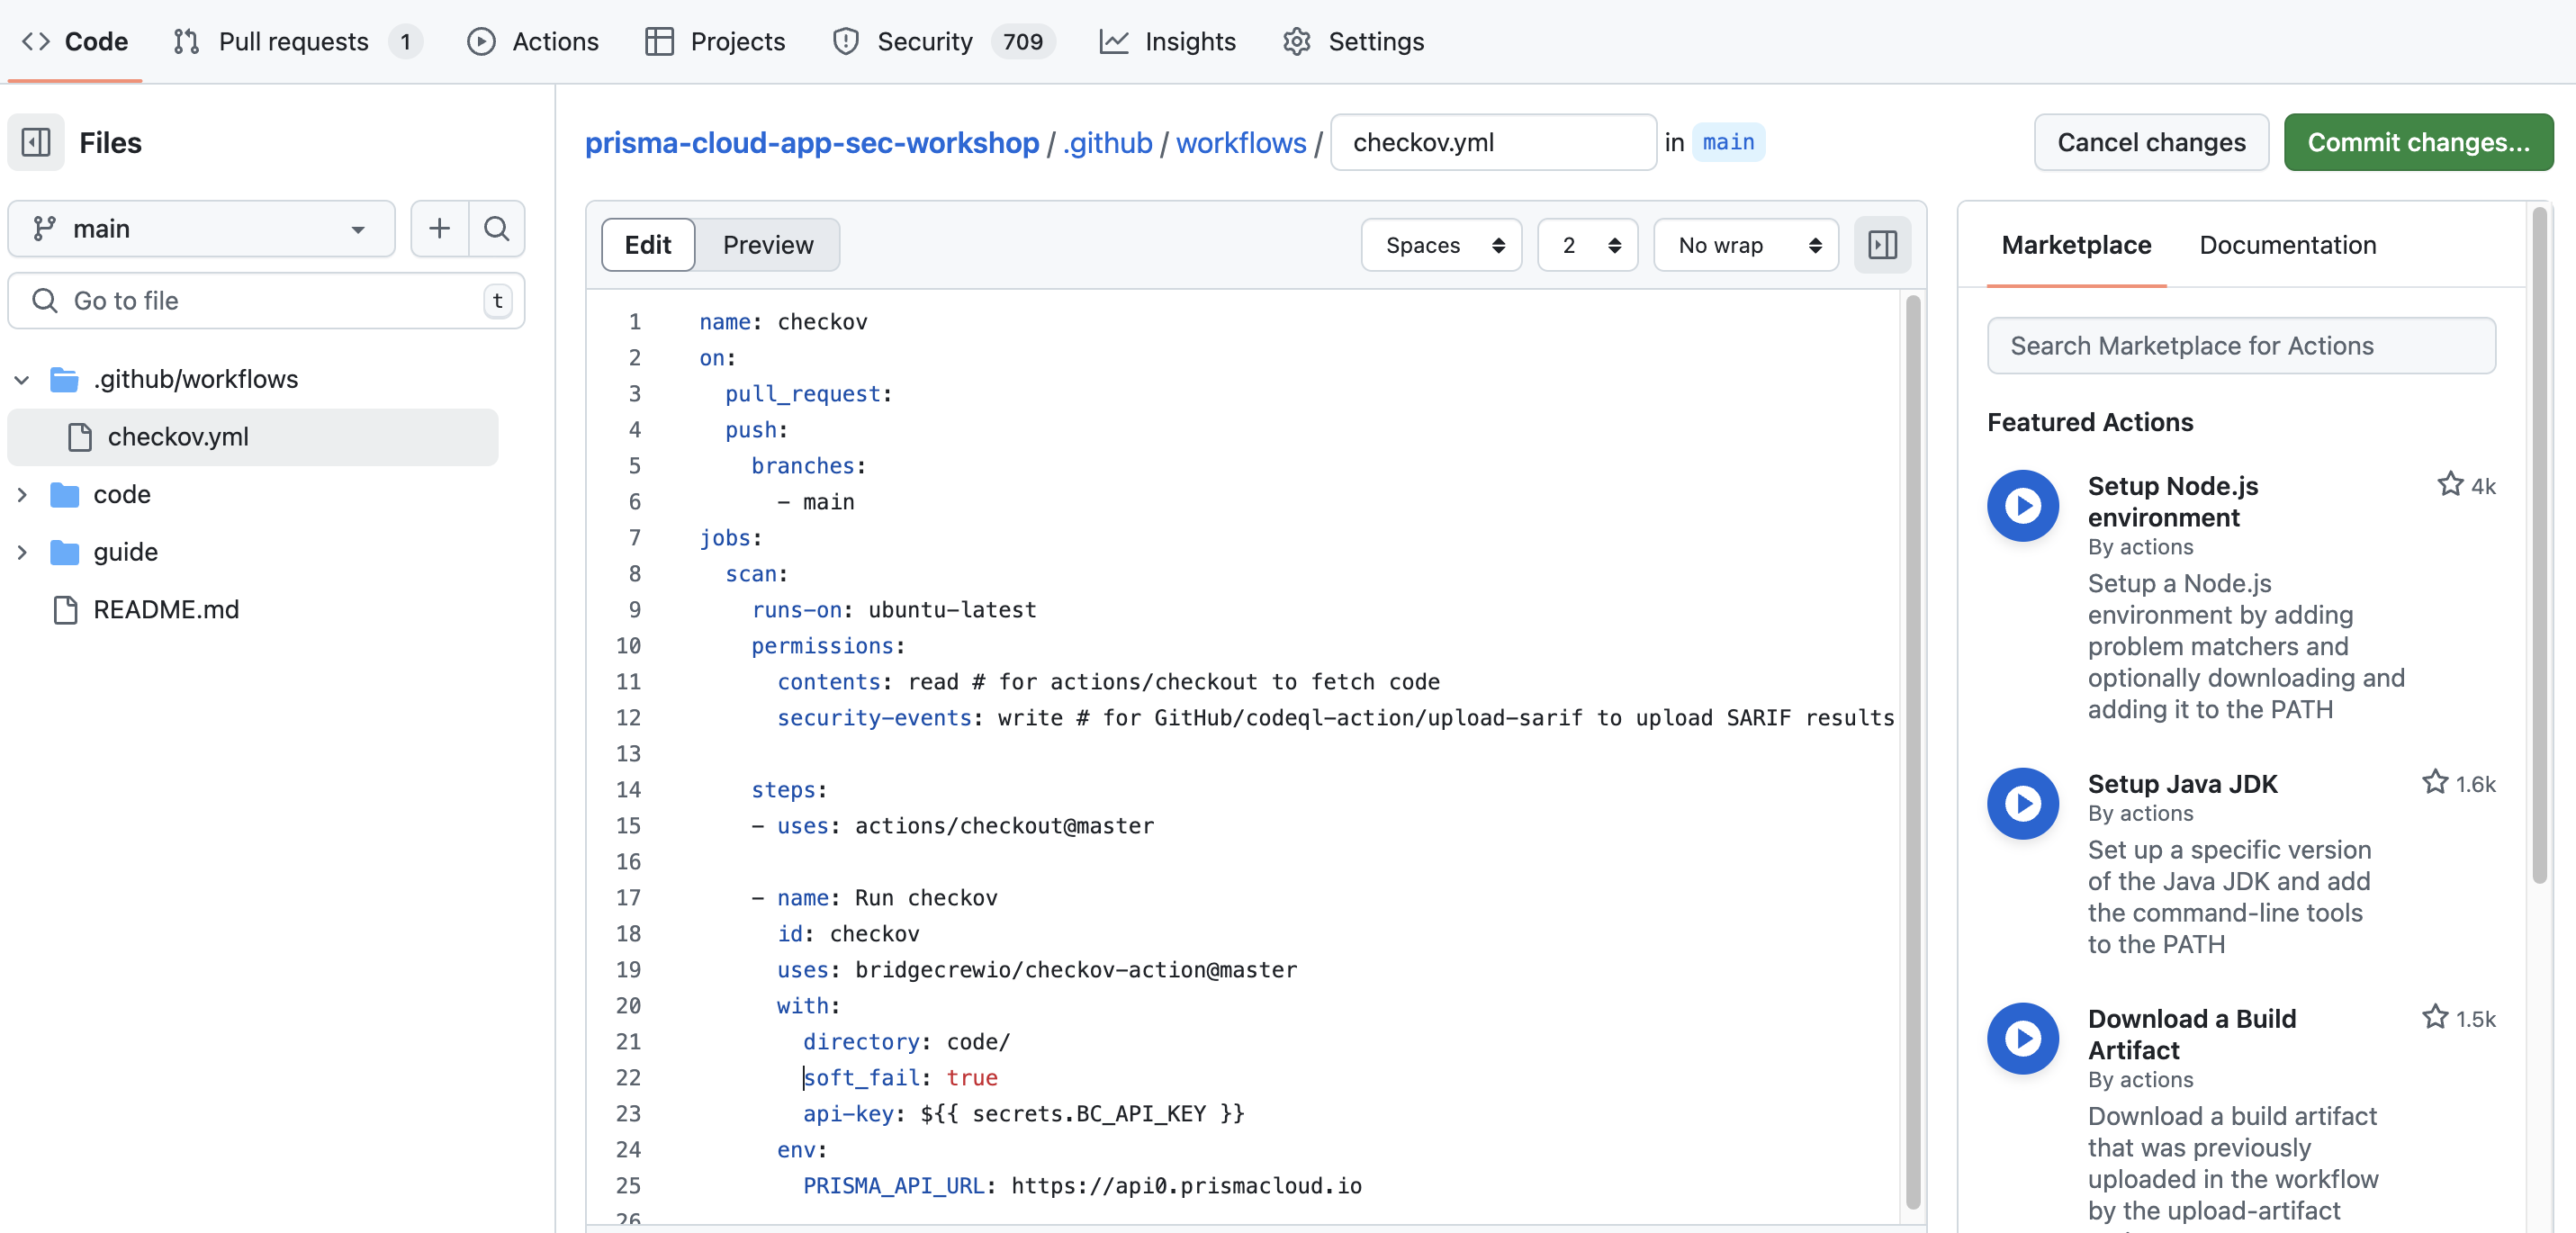 Code Pull requests 1 Actions Projects Security 709 Insights Settings
Files
main
Go to file t
.github/workflows
checkov.yml
code
guide
README.md
prisma-cloud-app-sec-workshop / .github / workflows / checkov.yml in main
Cancel changes Commit changes...
Edit Preview Spaces 2 No wrap
1 name: checkov
2 on:
3 pull_request:
4 push:
5 branches:
6 - main
7 jobs:
8 scan:
9 runs-on: ubuntu-latest
10 permissions:
11 contents: read # for actions/checkout to fetch code
12 security-events: write # for GitHub/codeql-action/upload-sarif to upload SARIF results
13
14 steps:
15 - uses: actions/checkout@master
16
17 - name: Run checkov
18 id: checkov
19 uses: bridgecrewio/checkov-action@master
20 with:
21 directory: code/
22 soft_fail: true
23 api-key: ${{ secrets.BC_API_KEY }}
24 env:
25 PRISMA_API_URL: https://api0.prismacloud.io
26
Marketplace Documentation
Search Marketplace for Actions
Featured Actions
Setup Node.js 4k
environment
By actions
Setup a Node.js
environment by adding
problem matchers and
optionally downloading and
adding it to the PATH
Setup Java JDK 1.6k
By actions
Set up a specific version
of the Java JDK and add
the command-line tools
to the PATH
Download a Build 1.5k
Artifact
By actions
Download a build artifact
that was previously
uploaded in the workflow
by the upload-artifact